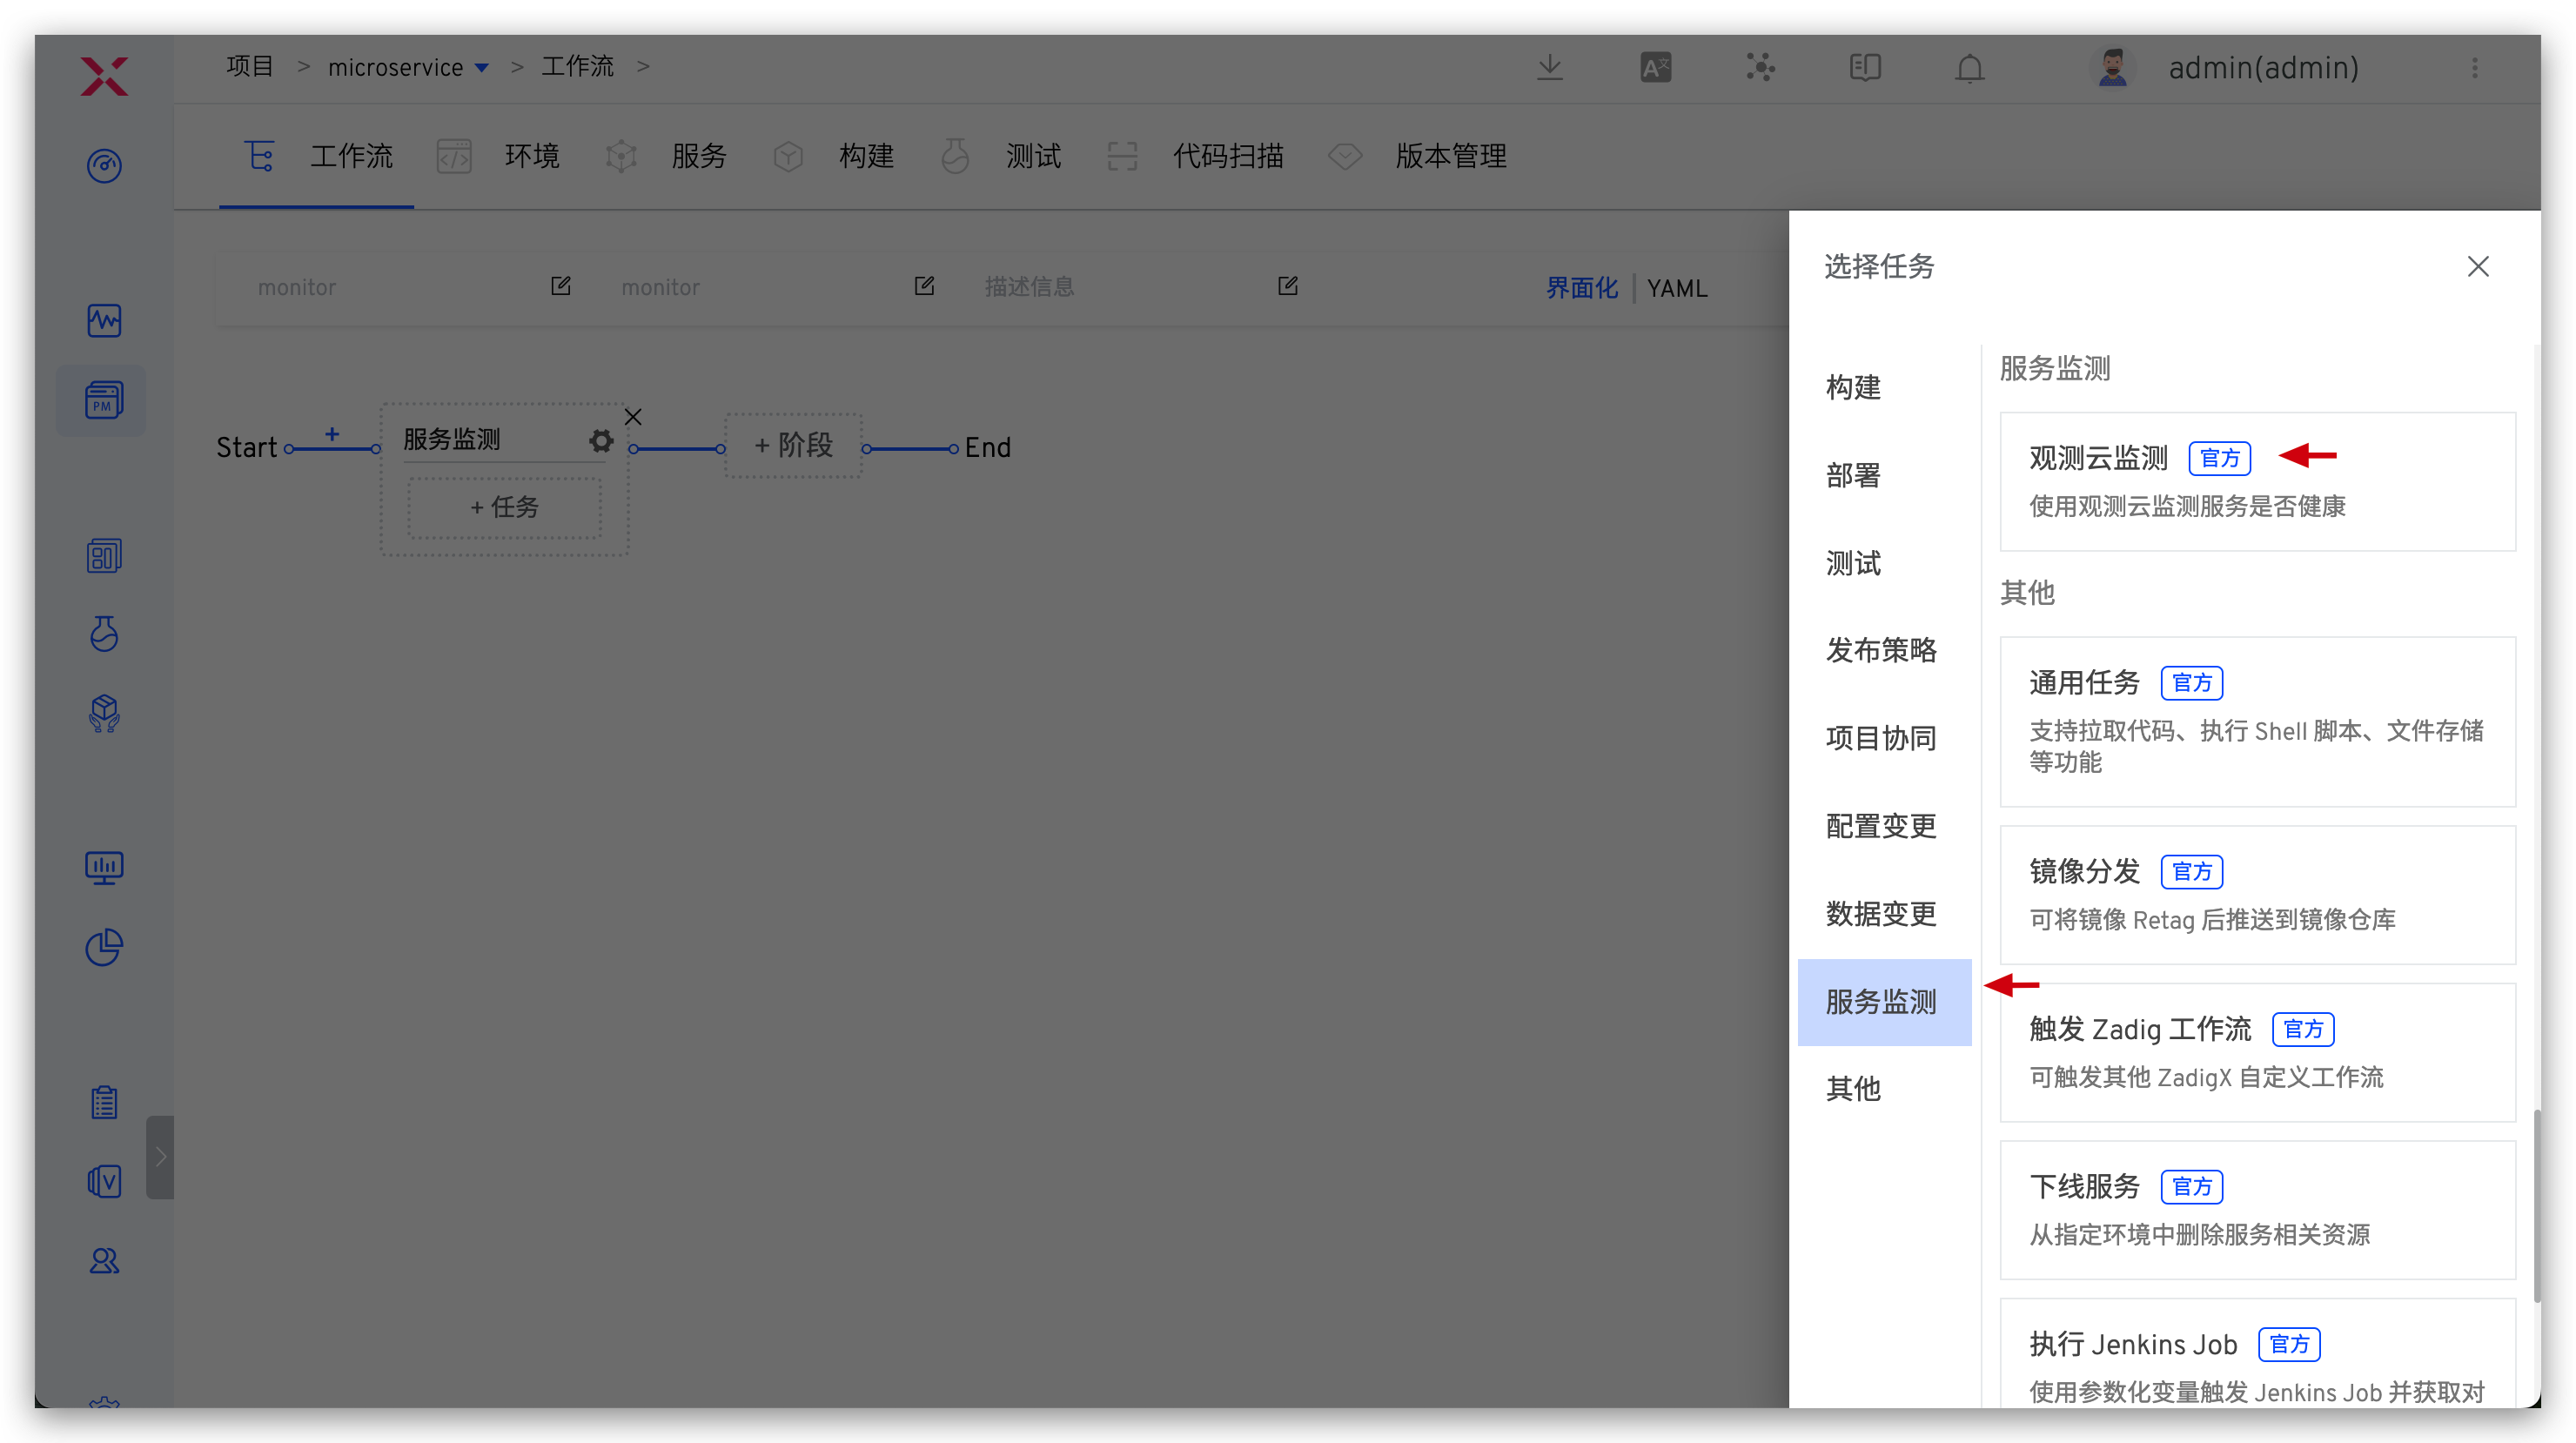 项目 > microservice > 工作流 >
admin(admin)
工作流 环境 服务 构建 测试 代码扫描 版本管理
monitor monitor 描述信息 界面化 YAML
PM
Start + 服务监测 + 阶段 End
+ 任务
V
选择任务
构建
部署
测试
发布策略
项目协同
配置变更
数据变更
服务监测
其他
服务监测
观测云监测 官方
使用观测云监测服务是否健康
其他
通用任务 官方
支持拉取代码、执行 Shell 脚本、文件存储
等功能
镜像分发 官方
可将镜像 Retag 后推送到镜像仓库
触发 Zadig 工作流 官方
可触发其他 ZadigX 自定义工作流
下线服务 官方
从指定环境中删除服务相关资源
执行 Jenkins Job 官方
使用参数化变量触发 Jenkins Job 并获取对